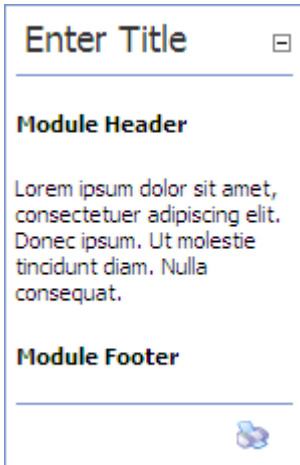 Enter Title
Module Header
Lorem ipsum dolor sit amet,
consectetuer adipiscing elit.
Donec ipsum. Ut molestie
tincidunt diam. Nulla
consequat.
Module Footer